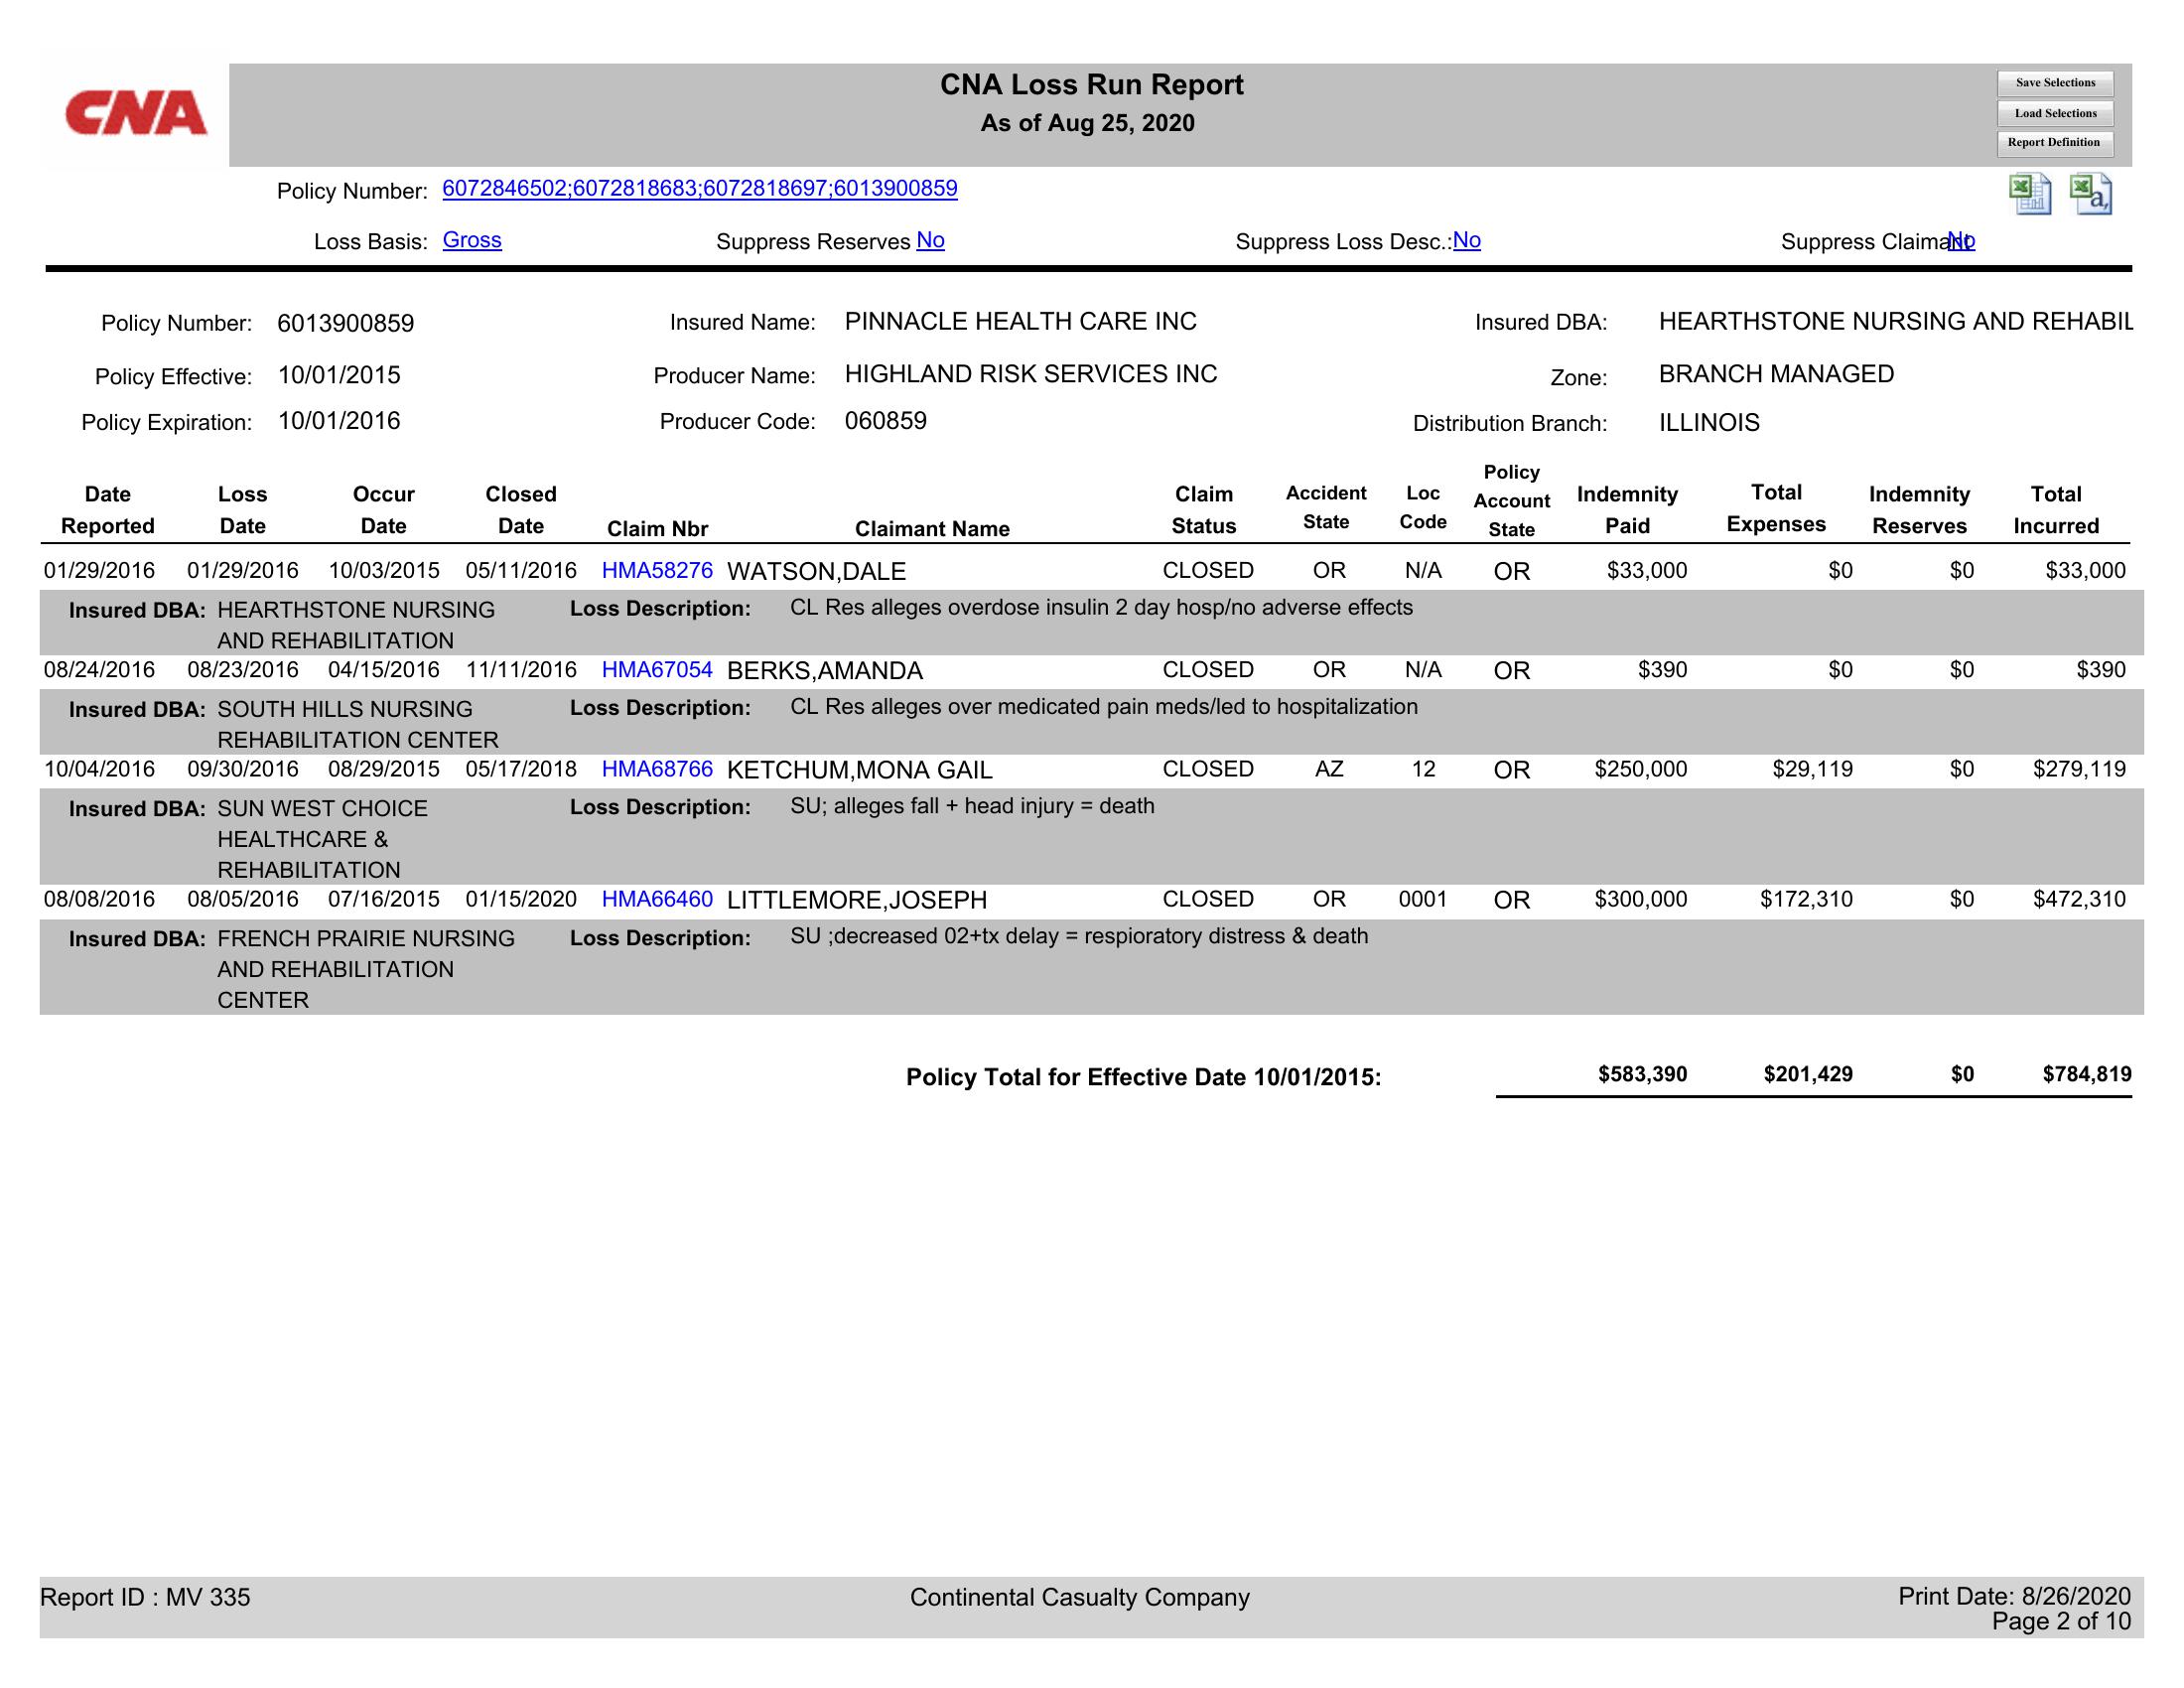 CNA
CNA Loss Run Report
As of Aug 25, 2020
Save Selections
Load Selections
Report Definition
Policy Number: 6072846502;6072818683;6072818697;6013900859
Loss Basis: Gross Suppress Reserves No Suppress Loss Desc.:No Suppress Claimant No
Policy Number: 6013900859 Insured Name: PINNACLE HEALTH CARE INC Insured DBA: HEARTHSTONE NURSING AND REHABIL
Policy Effective: 10/01/2015 Producer Name: HIGHLAND RISK SERVICES INC Zone: BRANCH MANAGED
Policy Expiration: 10/01/2016 Producer Code: 060859 Distribution Branch: ILLINOIS
Date Reported Loss Date Occur Date Closed Date Claim Nbr Claimant Name Claim Status Accident State Loc Code Policy Account State Indemnity Paid Total Expenses Indemnity Reserves Total Incurred
01/29/2016 01/29/2016 10/03/2015 05/11/2016 HMA58276 WATSON,DALE CLOSED OR N/A OR $33,000 $0 $0 $33,000
Insured DBA: HEARTHSTONE NURSING Loss Description: CL Res alleges overdose insulin 2 day hosp/no adverse effects
AND REHABILITATION
08/24/2016 08/23/2016 04/15/2016 11/11/2016 HMA67054 BERKS,AMANDA CLOSED OR N/A OR $390 $0 $0 $390
Insured DBA: SOUTH HILLS NURSING Loss Description: CL Res alleges over medicated pain meds/led to hospitalization
REHABILITATION CENTER
10/04/2016 09/30/2016 08/29/2015 05/17/2018 HMA68766 KETCHUM,MONA GAIL CLOSED AZ 12 OR $250,000 $29,119 $0 $279,119
Insured DBA: SUN WEST CHOICE Loss Description: SU; alleges fall + head injury = death
HEALTHCARE &
REHABILITATION
08/08/2016 08/05/2016 07/16/2015 01/15/2020 HMA66460 LITTLEMORE,JOSEPH CLOSED OR 0001 OR $300,000 $172,310 $0 $472,310
Insured DBA: FRENCH PRAIRIE NURSING Loss Description: SU ;decreased 02+tx delay = respioratory distress & death
AND REHABILITATION
CENTER
Policy Total for Effective Date 10/01/2015: $583,390 $201,429 $0 $784,819
Report ID : MV 335 Continental Casualty Company Print Date: 8/26/2020
Page 2 of 10